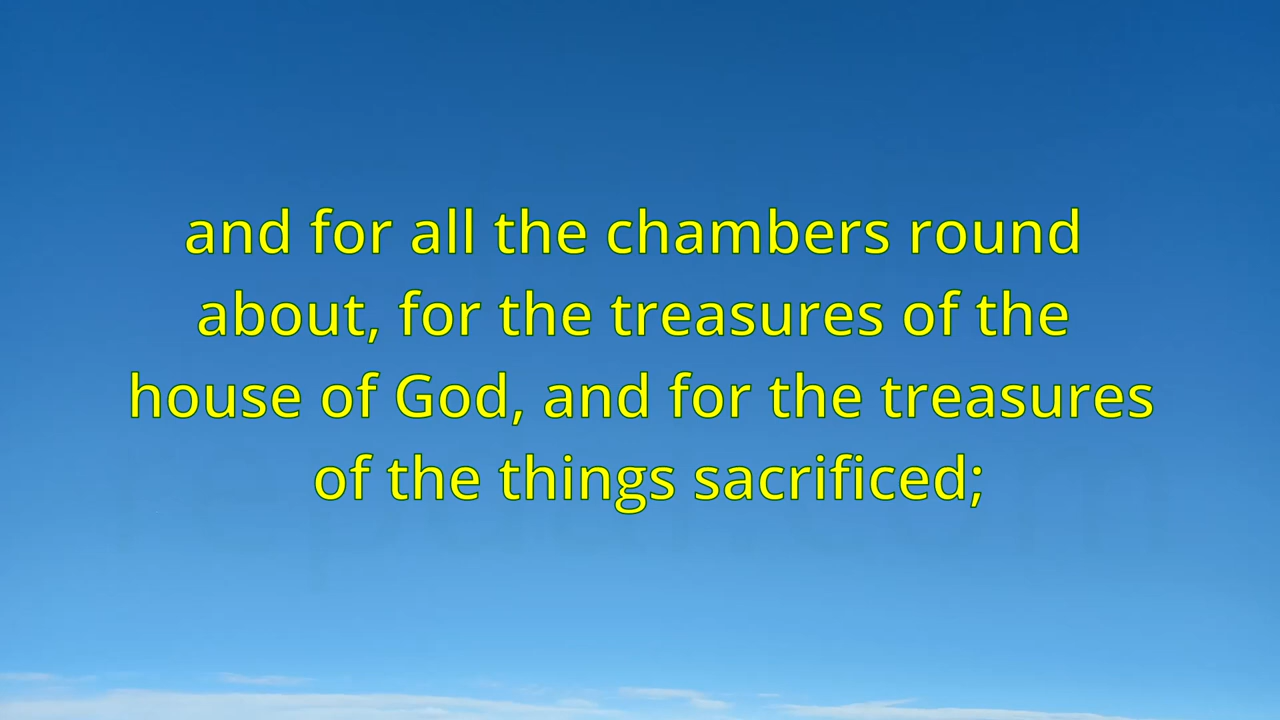 and for all the chambers round
about, for the treasures of the
house of God, and for the treasures
of the things sacrificed;